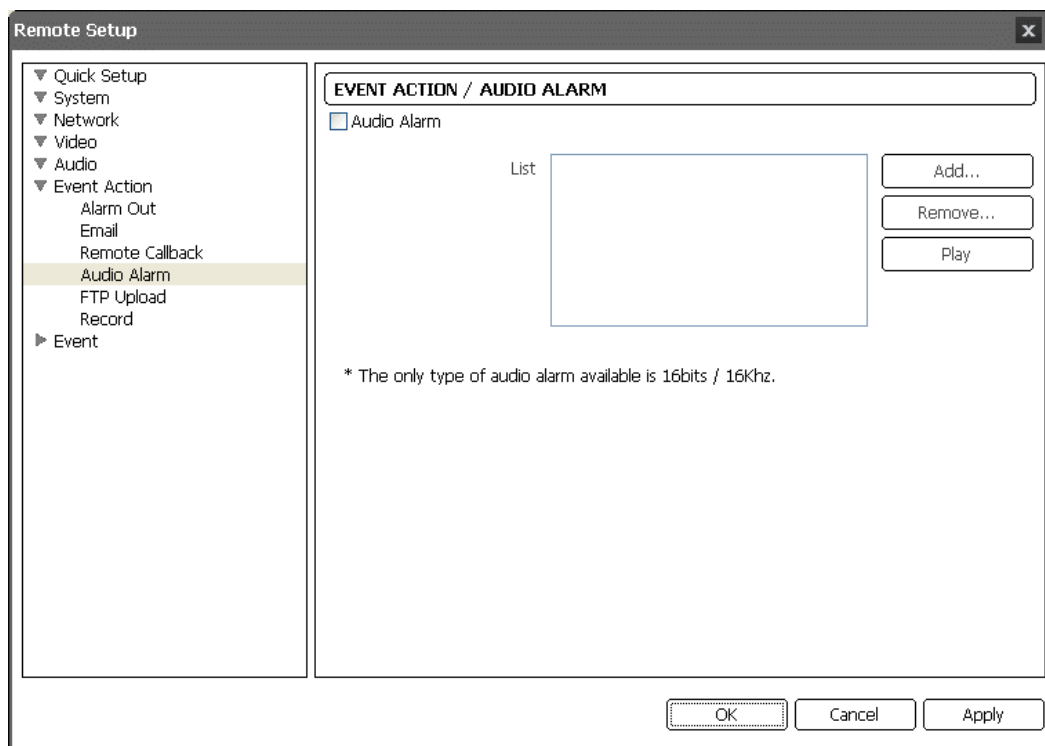 Remote Setup
Quick Setup
System
Network
Video
Audio
Event Action
Alarm Out
Email
Remote Callback
Audio Alarm
FTP Upload
Record
Event
EVENT ACTION / AUDIO ALARM
Audio Alarm
List
Add...
Remove...
Play
* The only type of audio alarm available is 16bits / 16Khz.
OK
Cancel
Apply